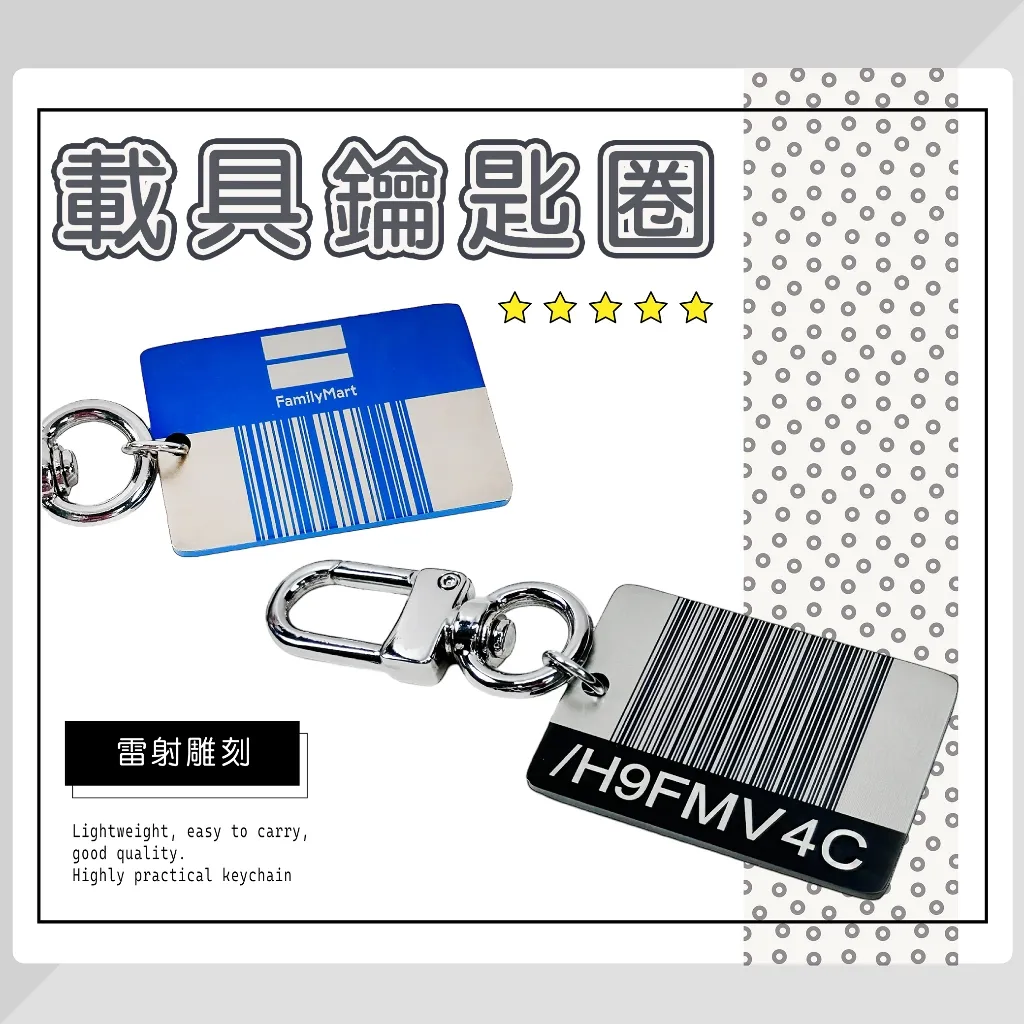 載具鑰匙圈
FamilyMart
/H9FMV4C
雷射雕刻
Lightweight, easy to carry,
good quality.
Highly practical keychain